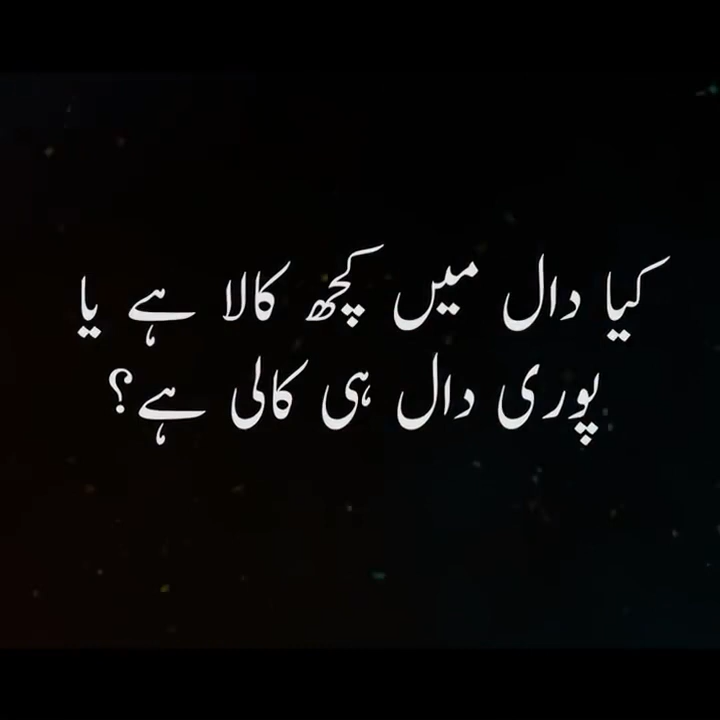 کیا دال میں کچھ کالا ہے یا
پوری دال ہی کالی ہے؟